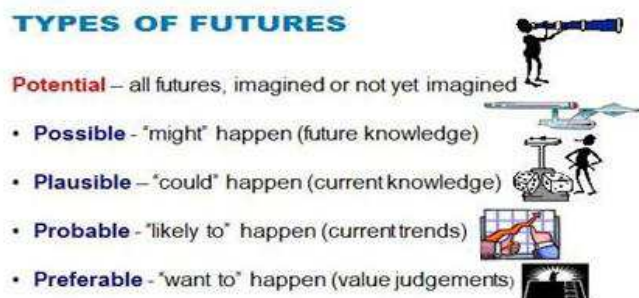 TYPES OF FUTURES
Potential – all futures, imagined or not yet imagined
• Possible - "might" happen (future knowledge)
• Plausible – "could" happen (current knowledge)
• Probable - "likely to" happen (current trends)
• Preferable - "want to" happen (value judgements)